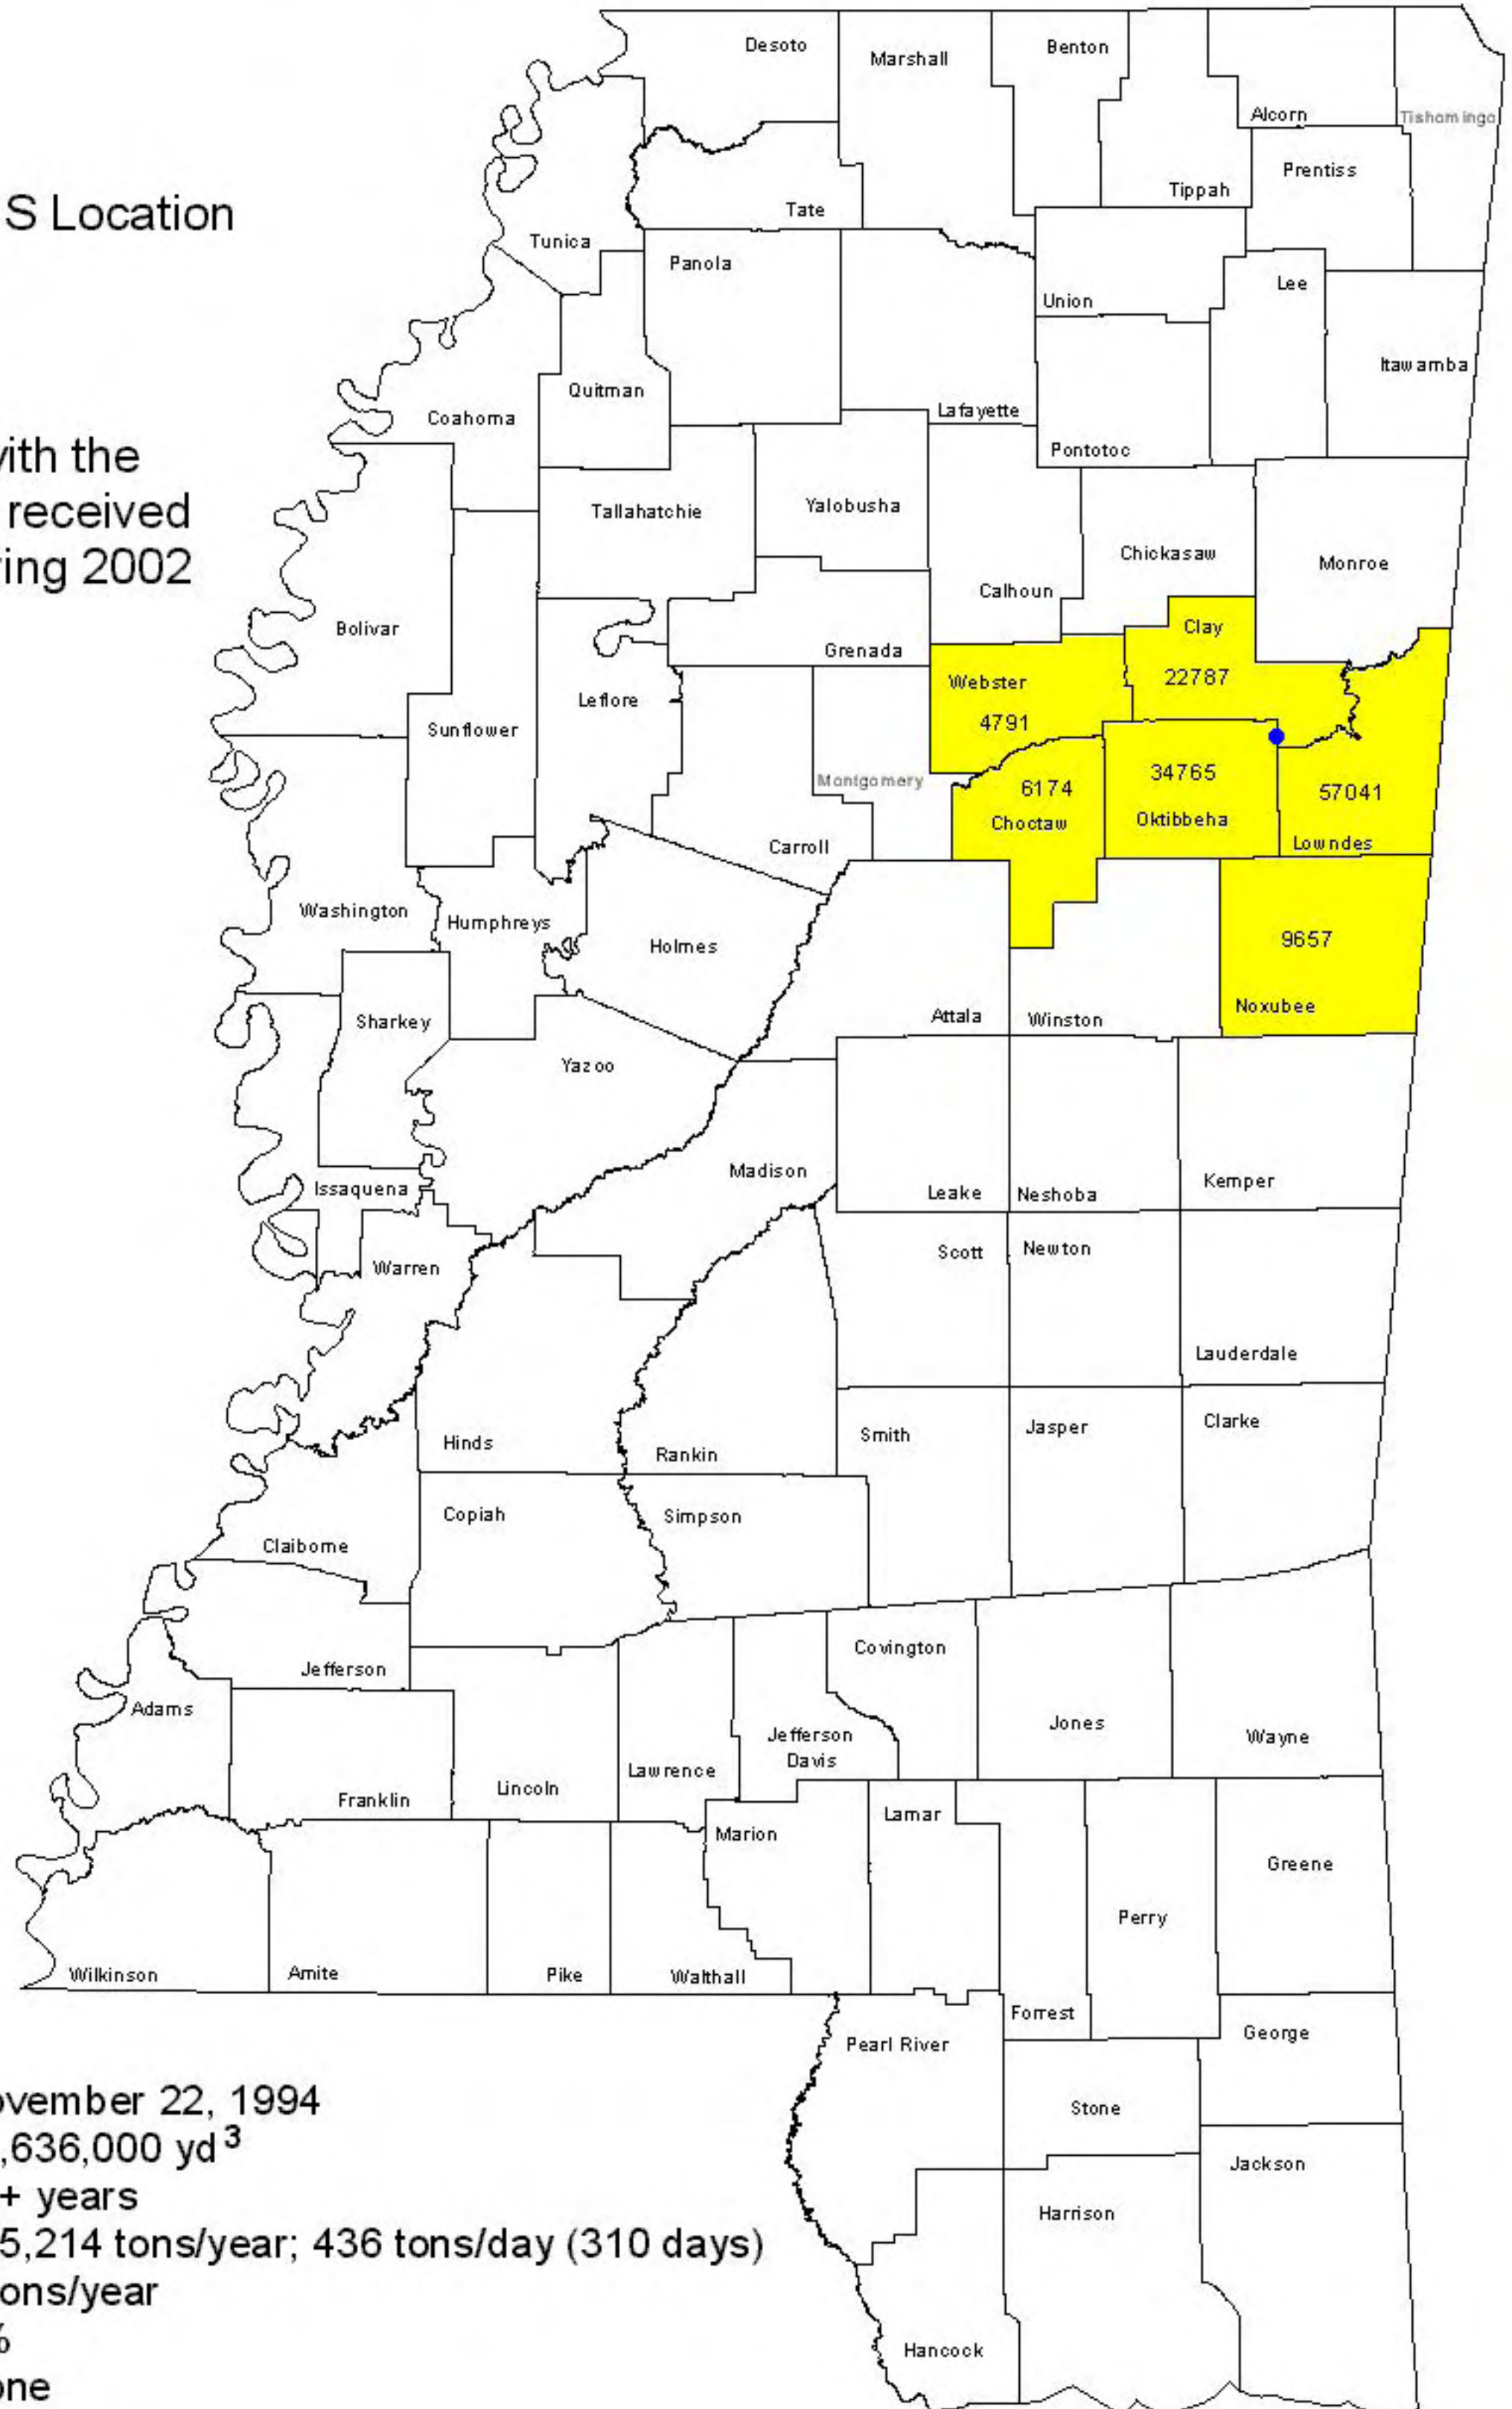 Desoto
Marshall
Benton
Alcorn
Tishomingo
Prentiss
Tippah
Tate
S Location
Tunica
Panola
Lee
Union
Itawamba
Quitman
Coahoma
Lafayette
Pontotoc
with the
received
ring 2002
Tallahatchie
Yalobusha
Chickasaw
Monroe
Calhoun
Clay
Bolivar
Grenada
22787
Webster
Leflore
4791
Sunflower
34765
Montgomery
6174
57041
Oktibbeha
Choctaw
Lowndes
Carroll
Washington
Humphreys
Holmes
9657
Noxubee
Attala
Winston
Sharkey
Yazoo
Madison
Kemper
Issaquena
Leake
Neshoba
Scott
Newton
Warren
Lauderdale
Clarke
Jasper
Smith
Hinds
Rankin
Copiah
Simpson
Claiborne
Covington
Jefferson
Adams
Jones
Wayne
Jefferson
Davis
Lawrence
Lincoln
Franklin
Lamar
Marion
Greene
Perry
Wilkinson
Amite
Pike
Walthall
Forrest
George
Pearl River
Stone
ovember 22, 1994
,636,000 yd³
Jackson
+ years
Harrison
5,214 tons/year; 436 tons/day (310 days)
ons/year
%
Hancock
one